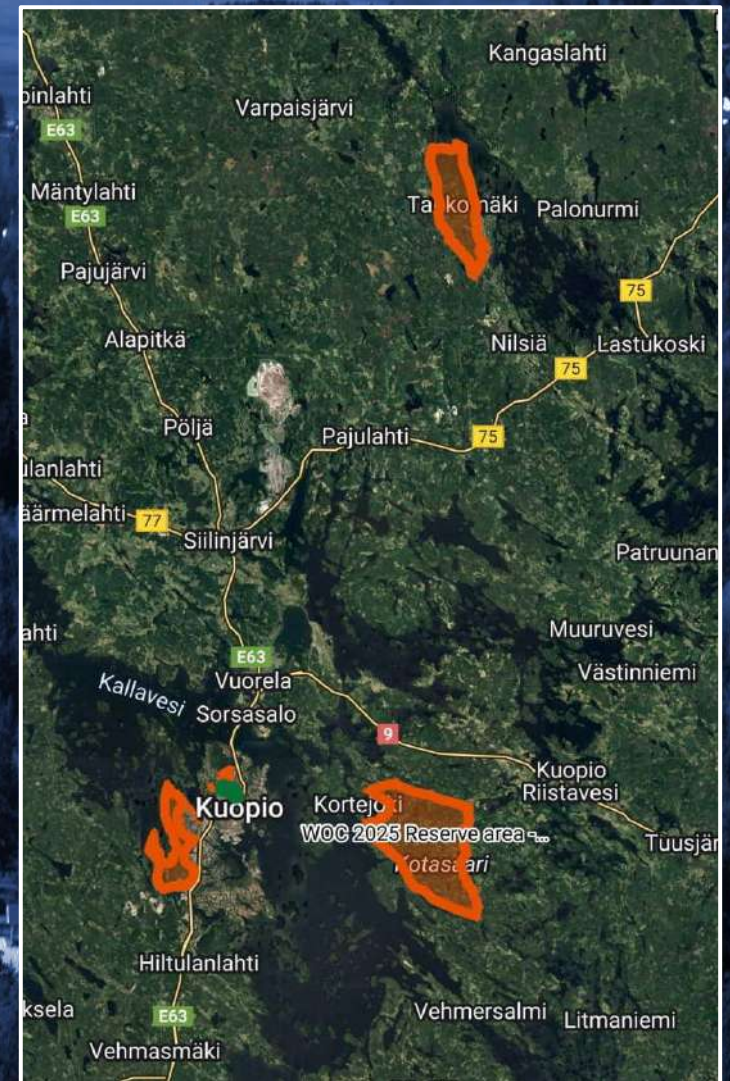 Kangaslahti
pinlahti
Varpaisjärvi
E63
Mäntylahti
E63
Palonurmi
Pajujärvi
75
Alapitkä
Nilsiä
Lastukoski
75
Pöljä
Pajulahti
75
ulanlahti
äärmelahti
77
Siilinjärvi
Patruunan
ahti
Muuruvesi
E63
Västinniemi
Vuorela
Kallavesi
Sorsasalo
9
Kuopio
Riistavesi
Kuopio
WOC 2025 Reserve area -...
Tuusjär
Kotasaari
Hiltulanlahti
ksela
E63
Vehmersalmi
Litmaniemi
Vehmasmäki